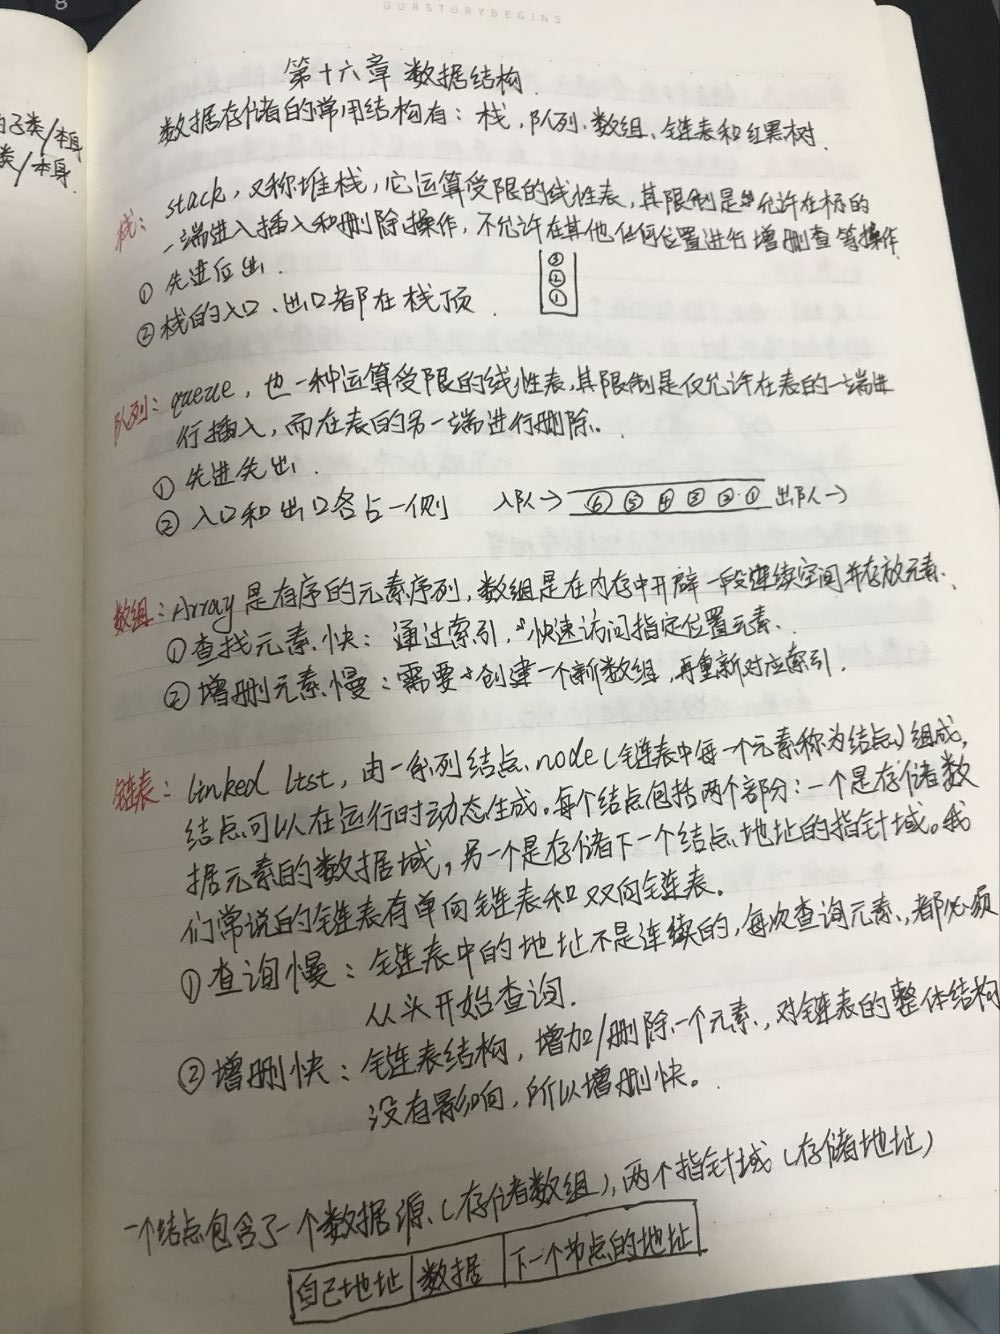 8
OURSTORYBEGINS
的子类/本身
类/本身.
第十六章 数据结构.
数据存储的常用结构有: 栈、队列、数组、链表和红黑树.
栈: stack, 又称堆栈, 它运算受限的线性表, 其限制是允许在标的
一端进入插入和删除操作, 不允许在其他任何位置进行增删查等操作
① 先进后出.
② 栈的入口、出口都在栈顶.
③
②
①
队列: queue, 也一种运算受限的线性表, 其限制是仅允许在表的一端进
行插入, 而在表的另一端进行删除.
① 先进先出.
② 入口和出口各占一侧 入队→ ⑥ ⑤ ④ ③ ② ① 出队→
数组: Array是有序的元素序列, 数组是在内存中开辟一段连续空间并存放元素.
① 查找元素快: 通过索引, 快速访问指定位置元素.
② 增删元素慢: 需要创建一个新数组, 再重新对应索引.
链表: linked list, 由一系列结点node(链表中每一个元素称为结点)组成,
结点可以在运行时动态生成。每个结点包括两个部分: 一个是存储数
据元素的数据域, 另一个是存储下一个结点地址的指针域。我
们常说的链表有单向链表和双向链表.
① 查询慢: 链表中的地址不是连续的, 每次查询元素, 都必须
从头开始查询.
② 增删快: 链表结构, 增加/删除一个元素, 对链表的整体结构
没有影响, 所以增删快。
一个结点包含了一个数据源(存储数组), 两个指针域(存储地址)
自己地址 数据 下一个节点的地址